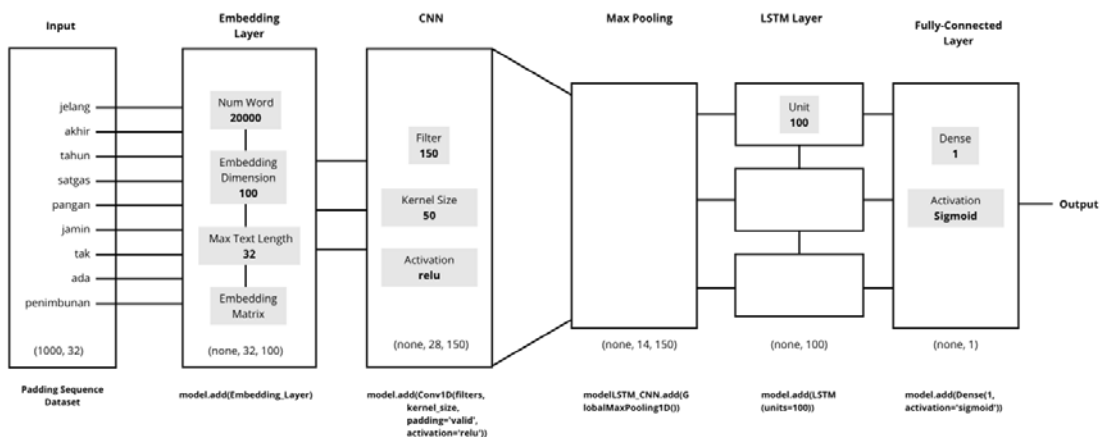 Input
jelang
akhir
tahun
satgas
pangan
jamin
tak
ada
penimbunan
(1000, 32)
Padding Sequence
Dataset
Embedding
Layer
Num Word
20000
Embedding
Dimension
100
Max Text Length
32
Embedding
Matrix
(none, 32, 100)
model.add(Embedding_Layer)
CNN
Filter
150
Kernel Size
50
Activation
relu
(none, 28, 150)
model.add(Conv1D(filters,
kernel_size,
padding='valid',
activation='relu'))
Max Pooling
(none, 14, 150)
modelLSTM_CNN.add(G
lobalMaxPooling1D())
LSTM Layer
Unit
100
(none, 100)
model.add(LSTM
(units=100))
Fully-Connected
Layer
Dense
1
Activation
Sigmoid
(none, 1)
model.add(Dense(1,
activation='sigmoid'))
Output